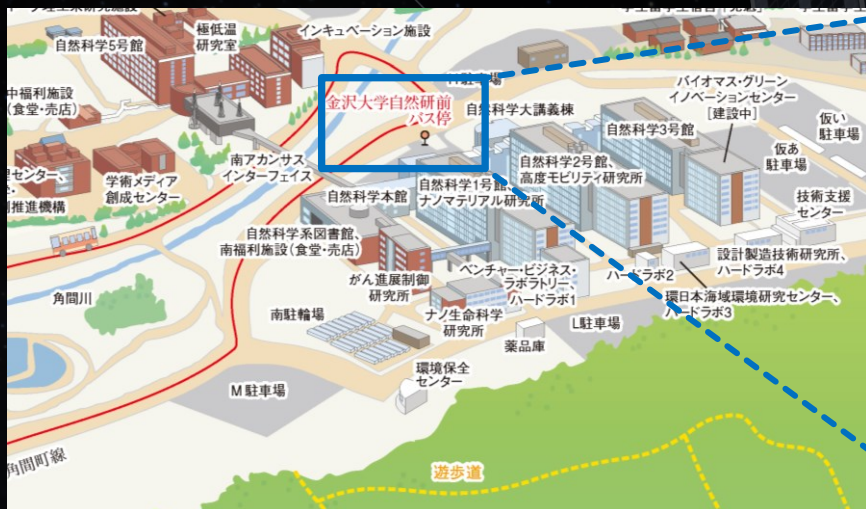 自然科学5号館
極低温
研究室
インキュベーション施設
中福利施設
(食堂・売店)
金沢大学自然研前
バス停
駐車場
自然科学大講義棟
バイオマス・グリーン
イノベーションセンター
[建設中]
仮い
駐車場
自然科学3号館
仮あ
駐車場
南アカンサス
インターフェイス
学術メディア
創成センター
推進機構
自然科学本館
自然科学1号館、
ナノマテリアル研究所
自然科学2号館、
高度モビリティ研究所
技術支援
センター
自然科学系図書館、
南福利施設(食堂・売店)
がん進展制御
研究所
ベンチャー・ビジネス・
ラボラトリー
ハードラボ1
ハードラボ2
設計製造技術研究所、
ハードラボ4
環日本海域環境研究センター、
ハードラボ3
角間川
南駐輪場
ナノ生命科学
研究所
薬品庫
L駐車場
環境保全
センター
M駐車場
角間町線
遊歩道